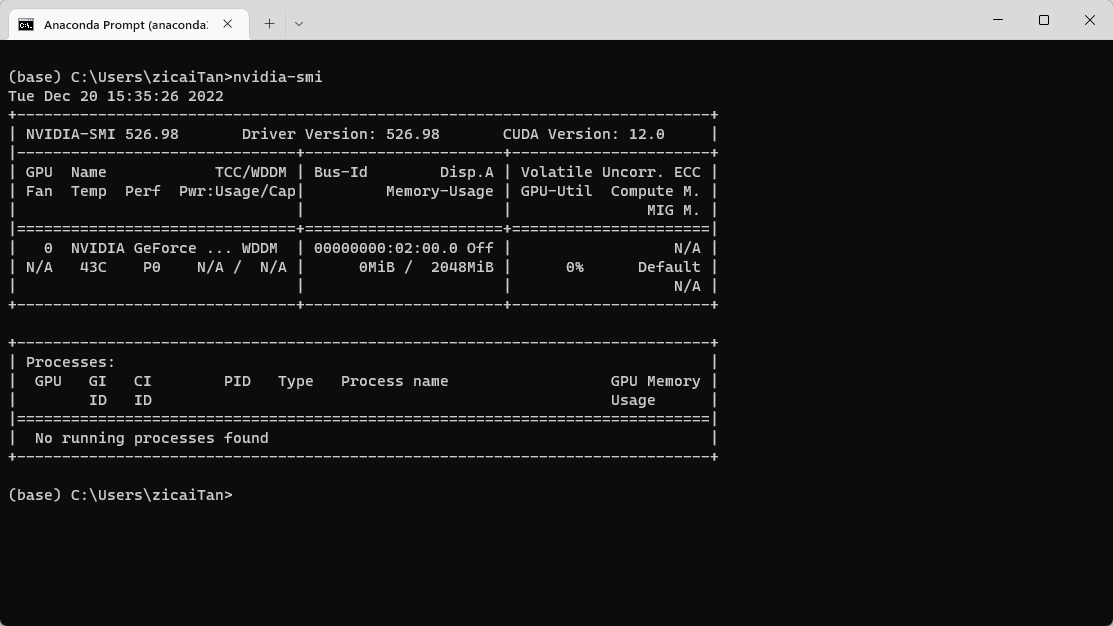 Anaconda Prompt (anaconda:
(base) C:\Users\zicaiTan>nvidia-smi
Tue Dec 20 15:35:26 2022
+-----------------------------------------------------------------------------+
| NVIDIA-SMI 526.98       Driver Version: 526.98       CUDA Version: 12.0     |
|-------------------------------+----------------------+----------------------+
| GPU  Name            TCC/WDDM | Bus-Id        Disp.A | Volatile Uncorr. ECC |
| Fan  Temp  Perf  Pwr:Usage/Cap|         Memory-Usage | GPU-Util  Compute M. |
|                               |                      |               MIG M. |
|===============================+======================+======================|
|   0  NVIDIA GeForce ... WDDM  | 00000000:02:00.0 Off |                  N/A |
| N/A   43C    P0    N/A /  N/A |      0MiB /  2048MiB |      0%      Default |
|                               |                      |                  N/A |
+-------------------------------+----------------------+----------------------+
+-----------------------------------------------------------------------------+
| Processes:                                                                  |
|  GPU   GI   CI        PID   Type   Process name                  GPU Memory |
|        ID   ID                                                   Usage      |
|=============================================================================|
|  No running processes found                                                 |
+-----------------------------------------------------------------------------+
(base) C:\Users\zicaiTan>